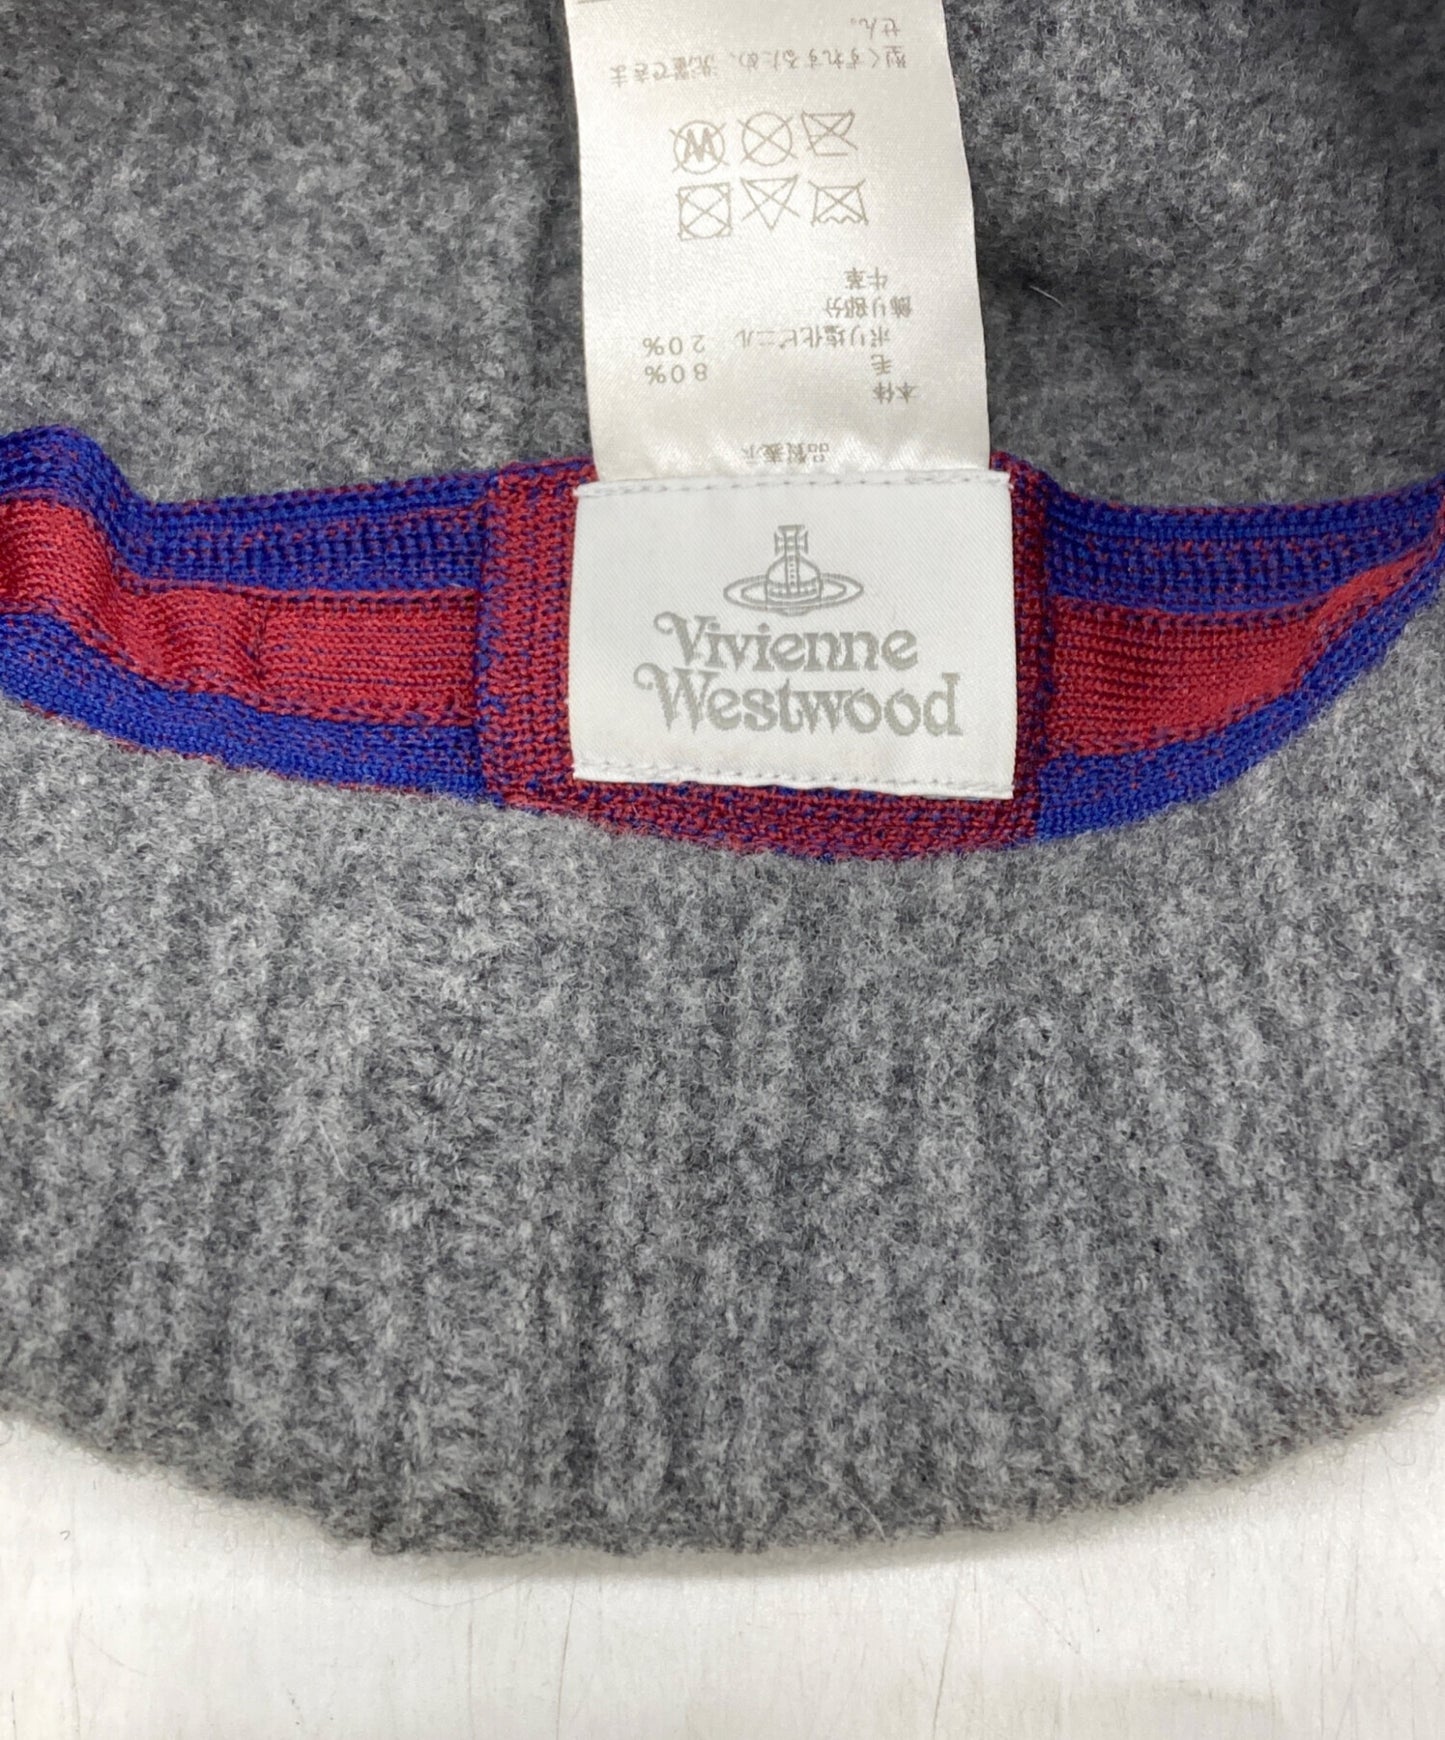 Vivienne
Westwood
品質表示
本体
毛 80%
ポリ塩化ビニル 20%
飾り部分
牛革
W
型くずれするため、洗濯できま
せん。